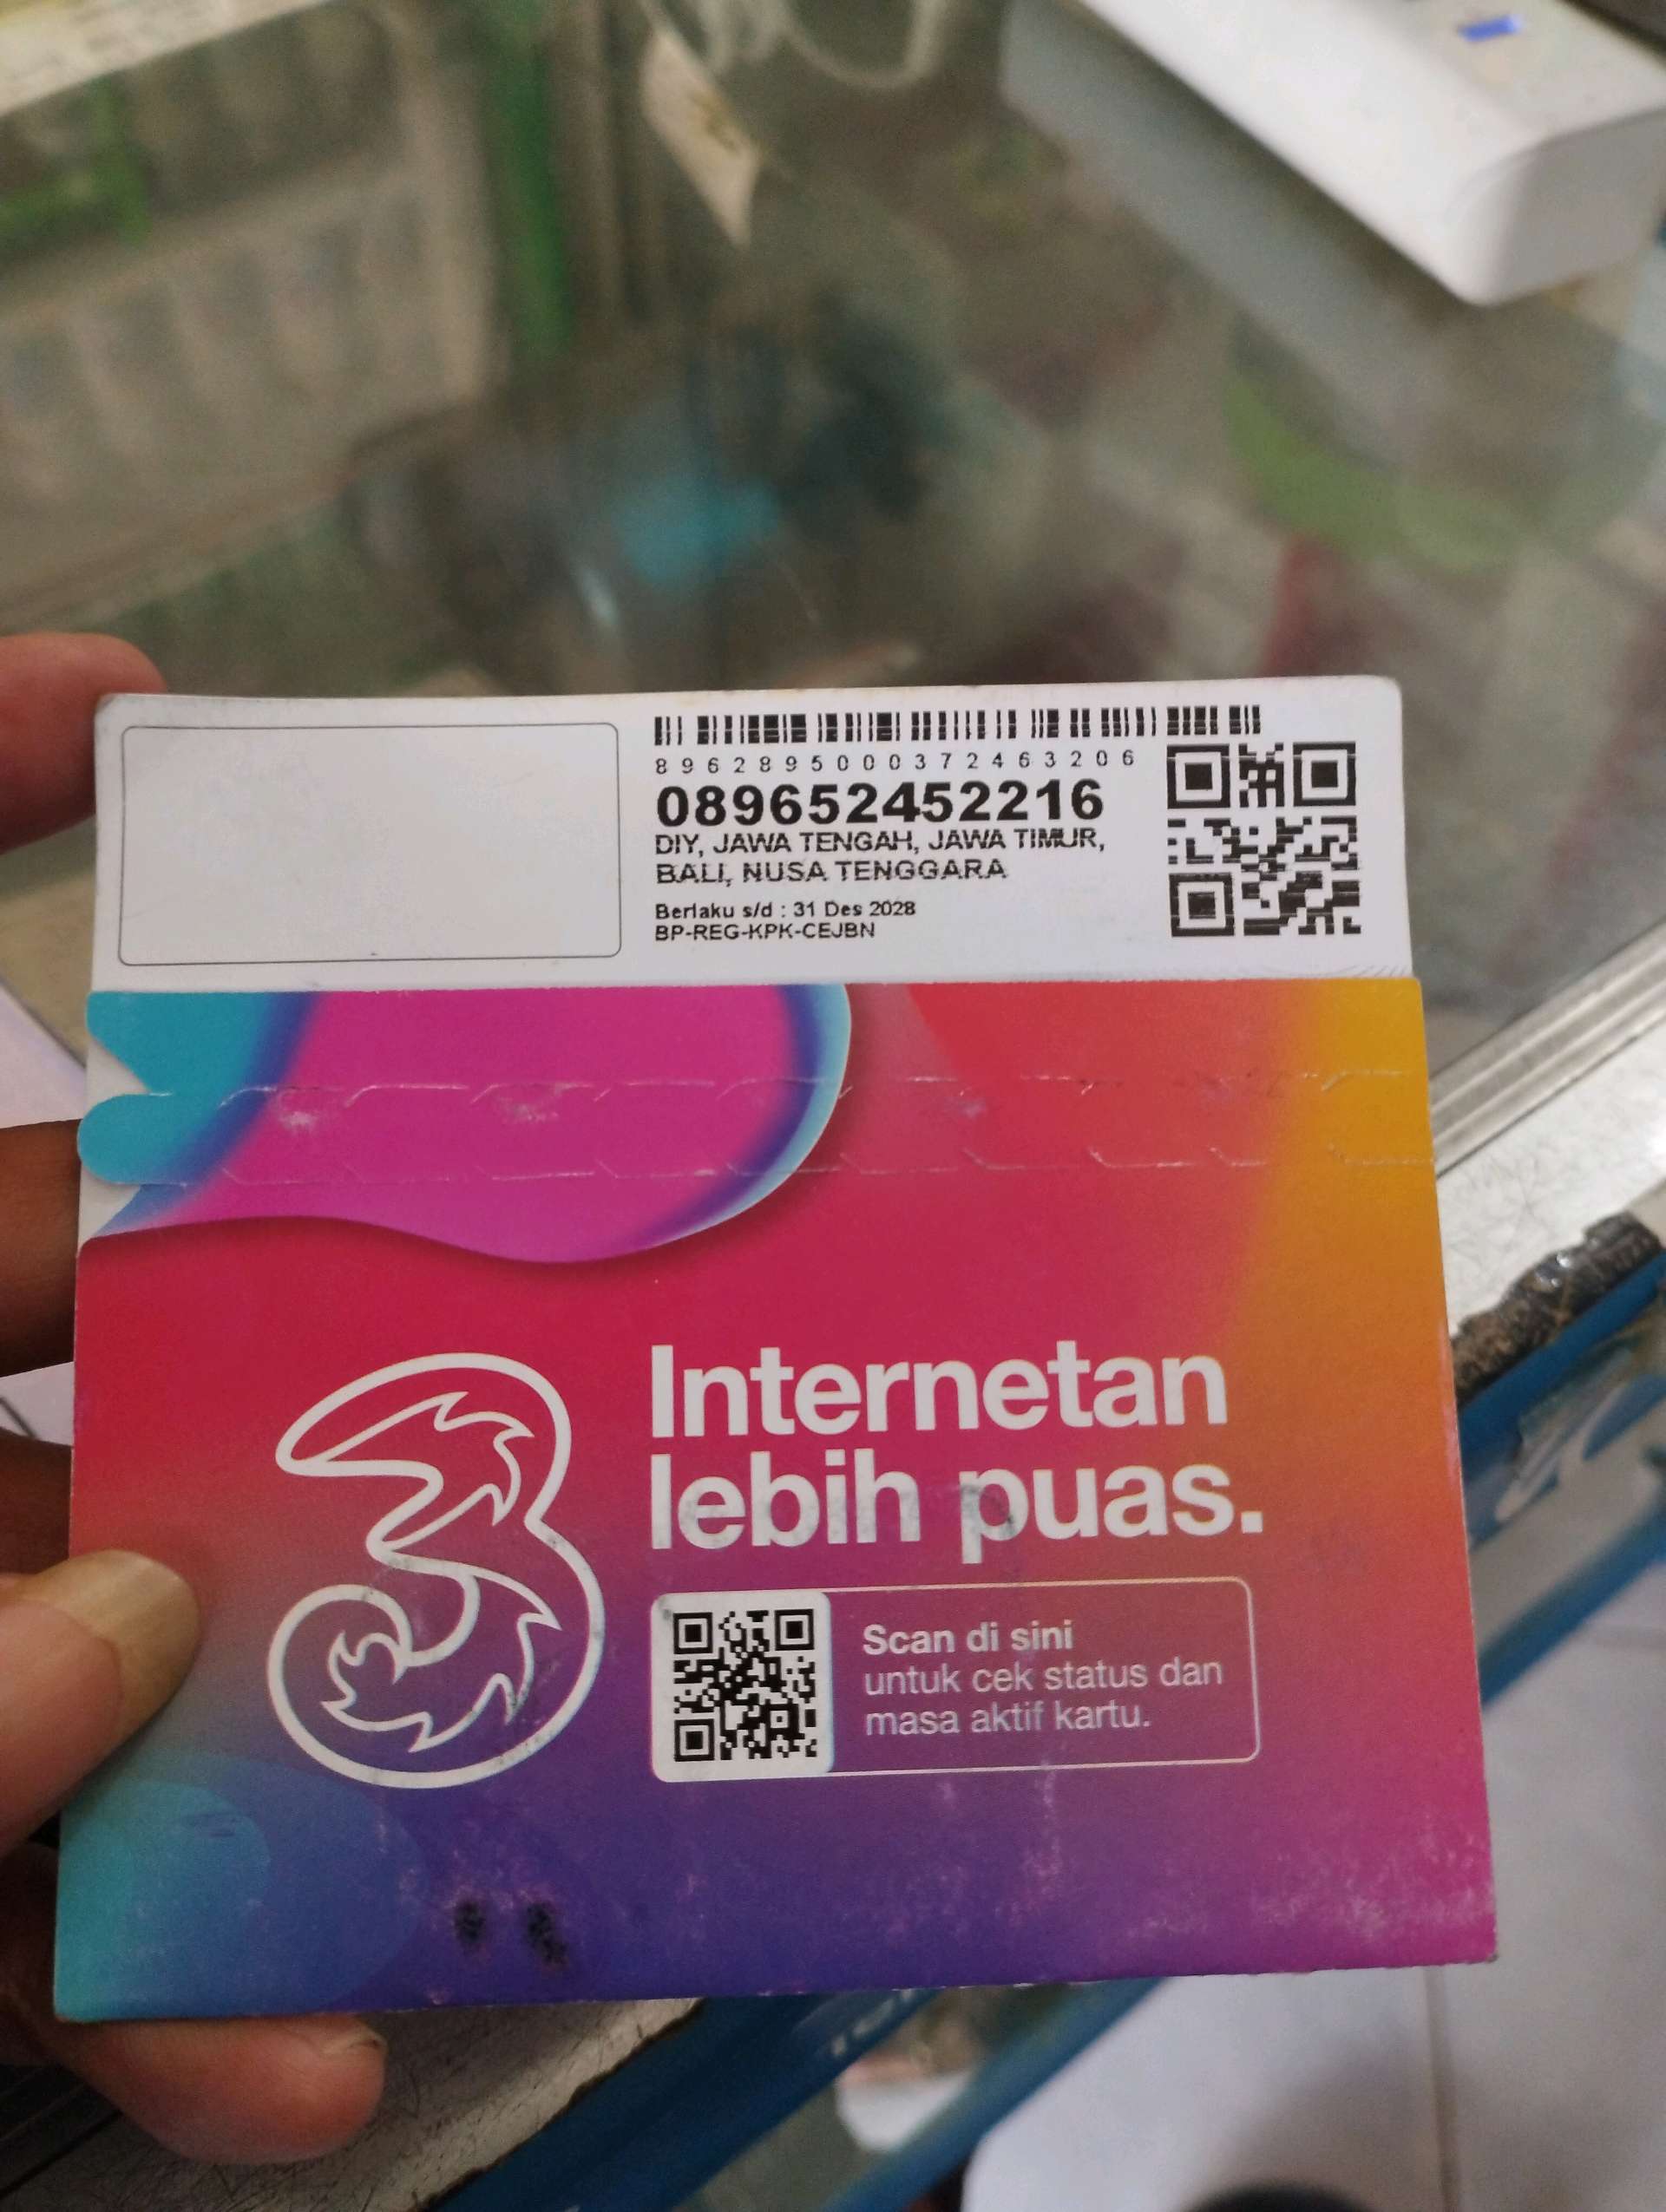 8962895000372463206
089652452216
DIY, JAWA TENGAH, JAWA TIMUR,
BALI, NUSA TENGGARA
Berlaku s/d : 31 Des 2028
BP-REG-KPK-CEJBN
3
Internetan
lebih puas.
Scan di sini
untuk cek status dan
masa aktif kartu.